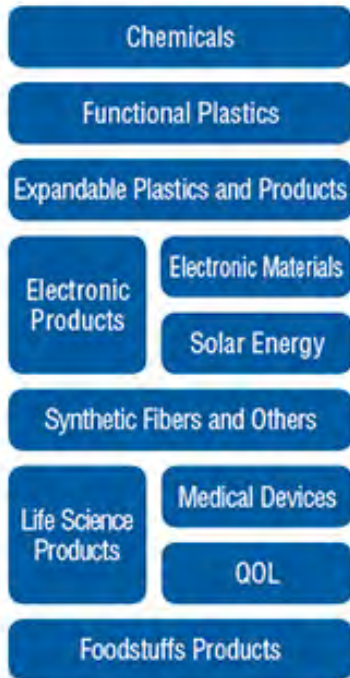 Chemicals
Functional Plastics
Expandable Plastics and Products
Electronic
Products
Electronic Materials
Solar Energy
Synthetic Fibers and Others
Life Science
Products
Medical Devices
QOL
Foodstuffs Products